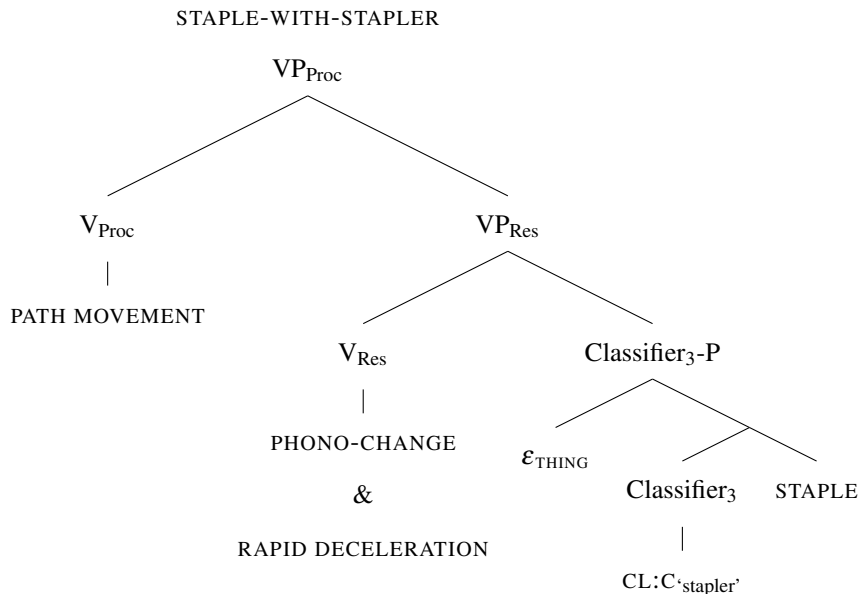 STAPLE-WITH-STAPLER
VP_Proc
V_Proc VP_Res
PATH MOVEMENT
V_Res Classifier₃-P
PHONO-CHANGE
&
RAPID DECELERATION
ε_THING
Classifier₃ STAPLE
CL:C‘stapler’